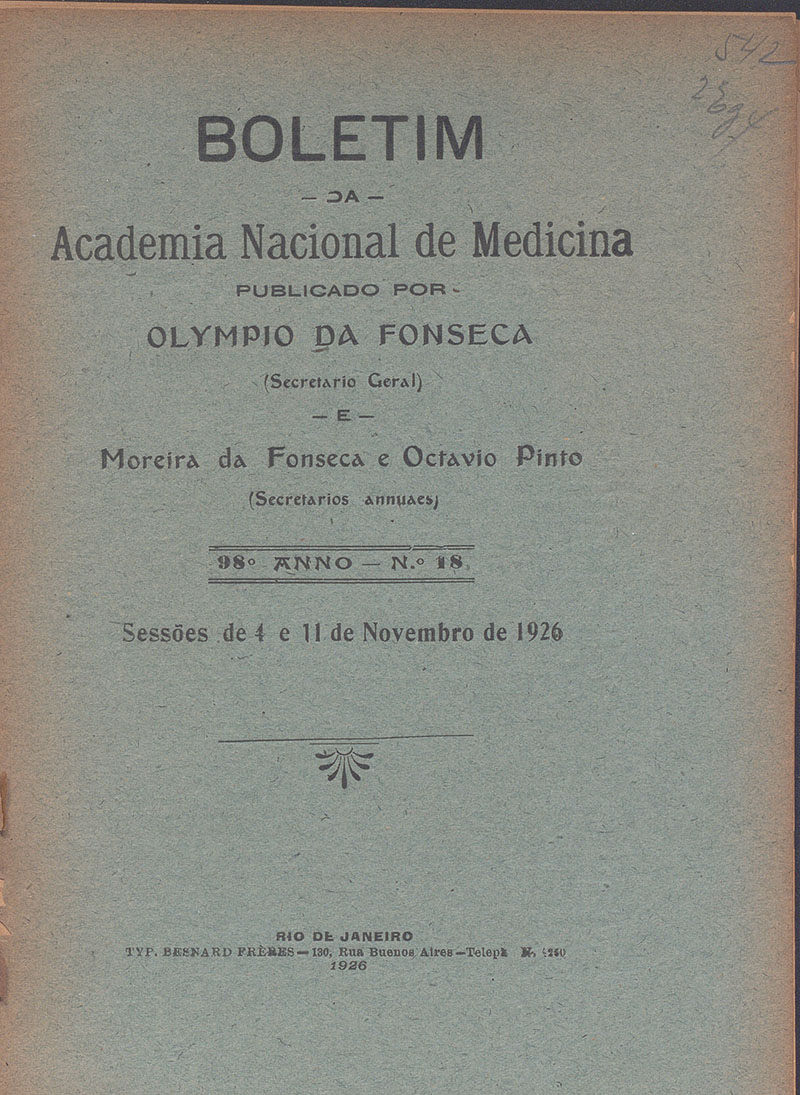 542
BOLETIM
— DA —
Academia Nacional de Medicina
PUBLICADO POR
OLYMPIO DA FONSECA
(Secretario Geral)
— E —
Moreira da Fonseca e Octavio Pinto
(Secretarios annuaes)
98º ANNO — N.º 18
Sessões de 4 e 11 de Novembro de 1926
RIO DE JANEIRO
TYP. BESNARD FRÈRES — 130, Rua Buenos Aires — Teleph N.
1926